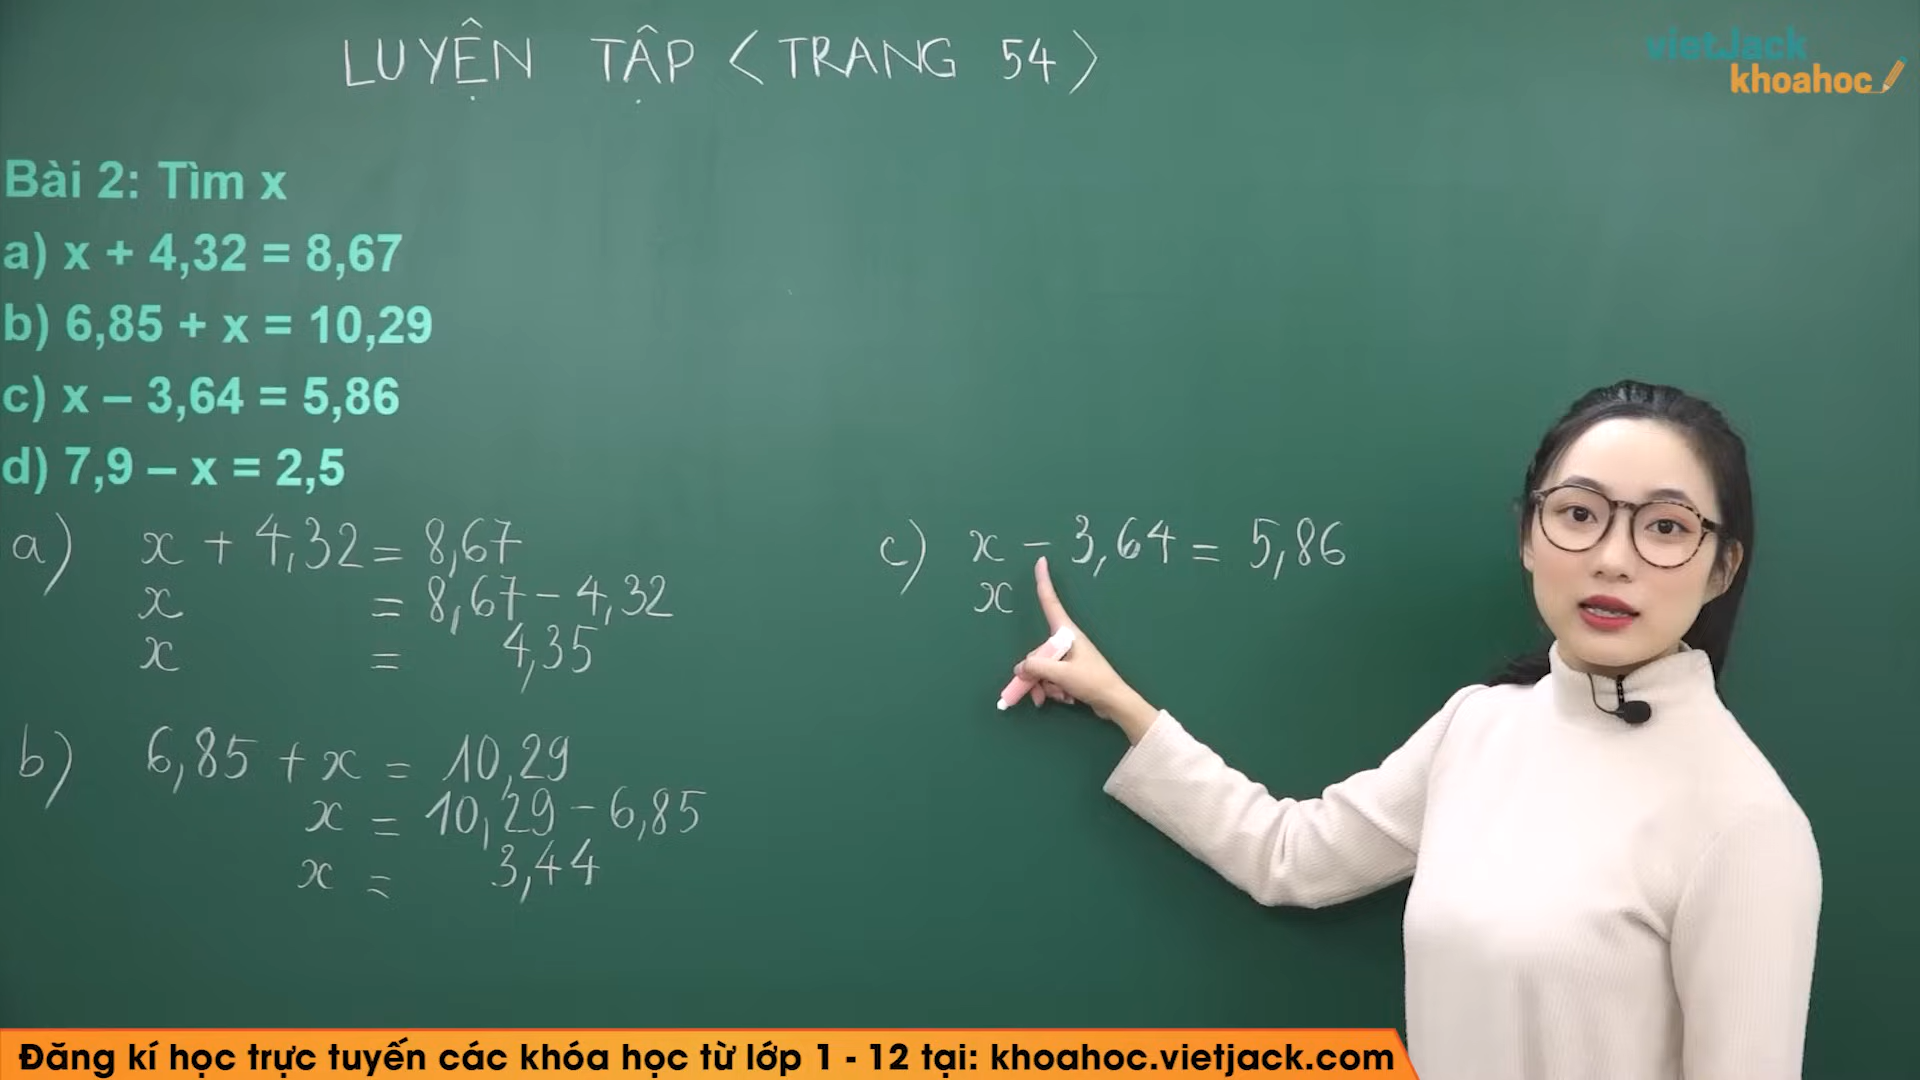 LUYỆN TẬP < TRANG 54 >
vietJack
khoahoc
Bài 2: Tìm x
a) x + 4,32 = 8,67
b) 6,85 + x = 10,29
c) x – 3,64 = 5,86
d) 7,9 – x = 2,5
a) x + 4,32 = 8,67
x = 8,67 - 4,32
x = 4,35
b) 6,85 + x = 10,29
x = 10,29 - 6,85
x = 3,44
c) x - 3,64 = 5,86
x
Đăng kí học trực tuyến các khóa học từ lớp 1 - 12 tại: khoahoc.vietjack.com